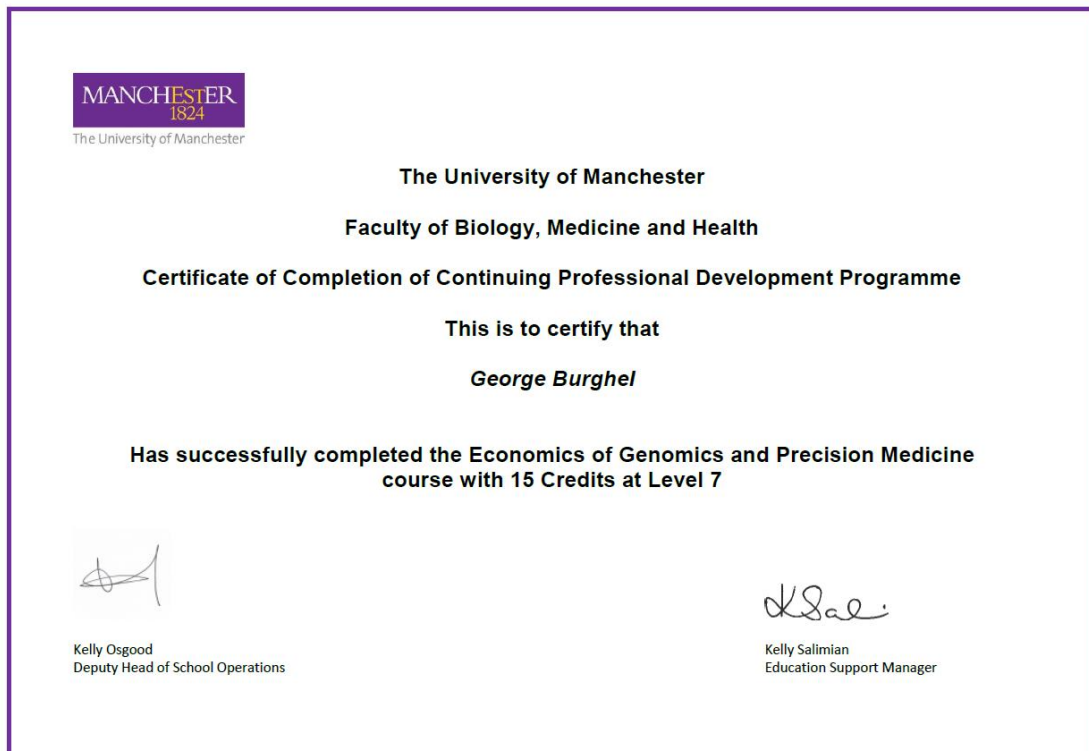 MANCHESTER
1824
The University of Manchester
The University of Manchester
Faculty of Biology, Medicine and Health
Certificate of Completion of Continuing Professional Development Programme
This is to certify that
George Burghel
Has successfully completed the Economics of Genomics and Precision Medicine
course with 15 Credits at Level 7
KSali
Kelly Osgood
Deputy Head of School Operations
Kelly Salimian
Education Support Manager